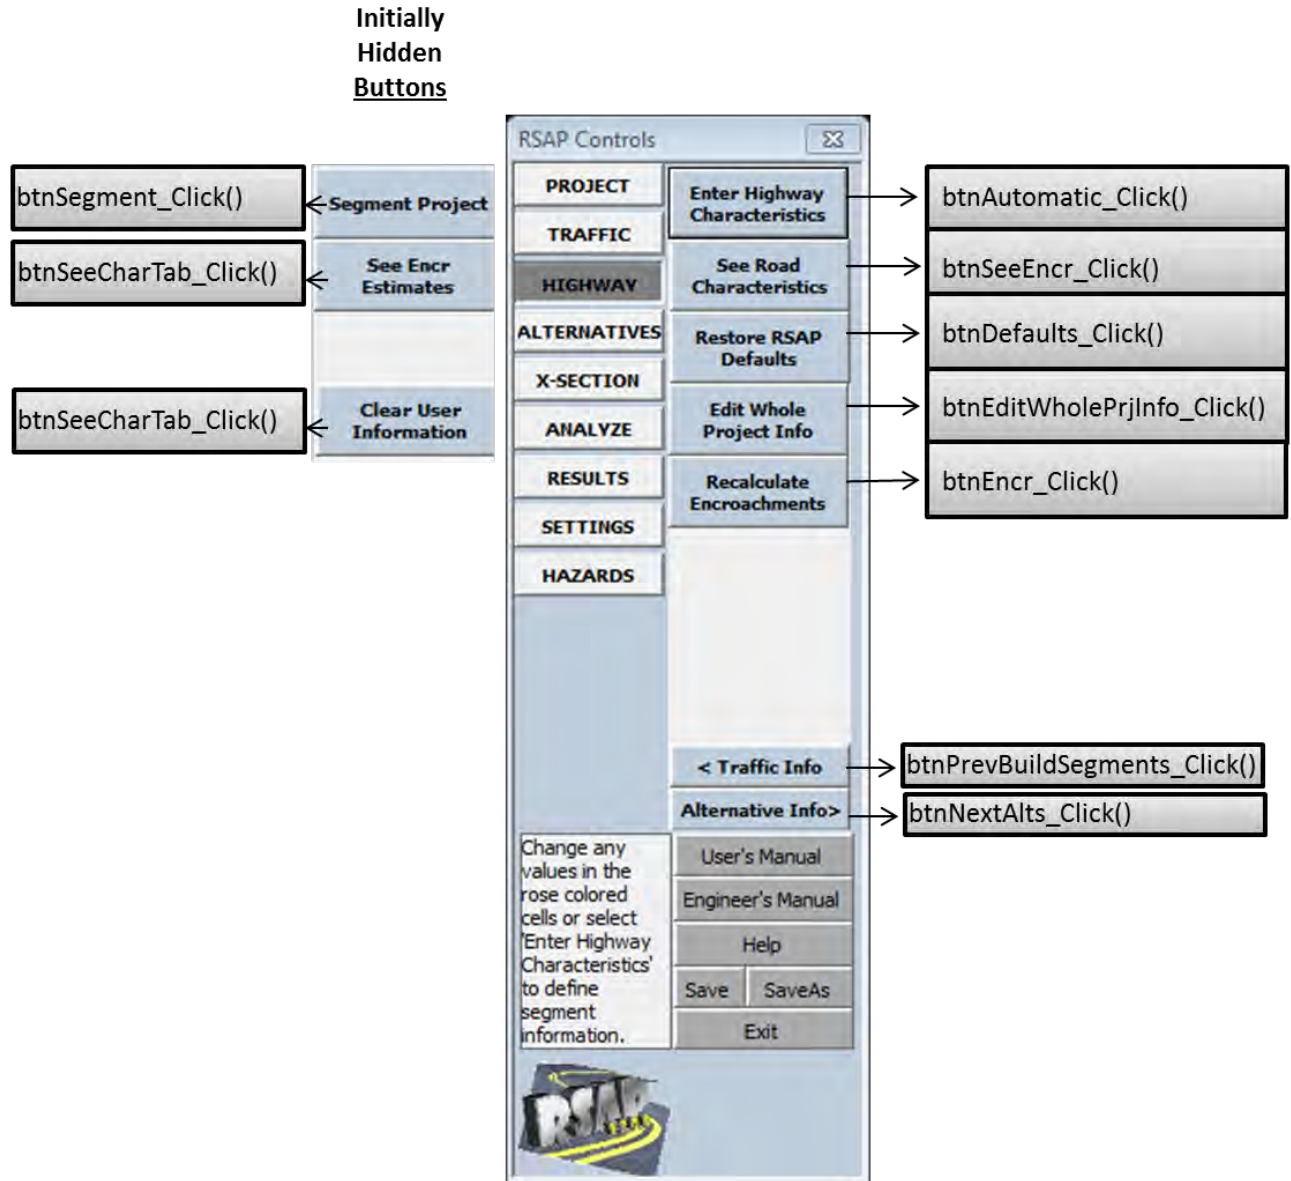 Initially
Hidden
Buttons
RSAP Controls
btnSegment_Click()
Segment Project
btnSeeCharTab_Click()
See Encr
Estimates
btnSeeCharTab_Click()
Clear User
Information
PROJECT
TRAFFIC
HIGHWAY
ALTERNATIVES
X-SECTION
ANALYZE
RESULTS
SETTINGS
HAZARDS
Enter Highway
Characteristics
btnAutomatic_Click()
See Road
Characteristics
btnSeeEncr_Click()
Restore RSAP
Defaults
btnDefaults_Click()
Edit Whole
Project Info
btnEditWholePrjInfo_Click()
Recalculate
Encroachments
btnEncr_Click()
< Traffic Info
btnPrevBuildSegments_Click()
Alternative Info>
btnNextAlts_Click()
Change any
values in the
rose colored
cells or select
'Enter Highway
Characteristics'
to define
segment
information.
User's Manual
Engineer's Manual
Help
Save
SaveAs
Exit
RSAP